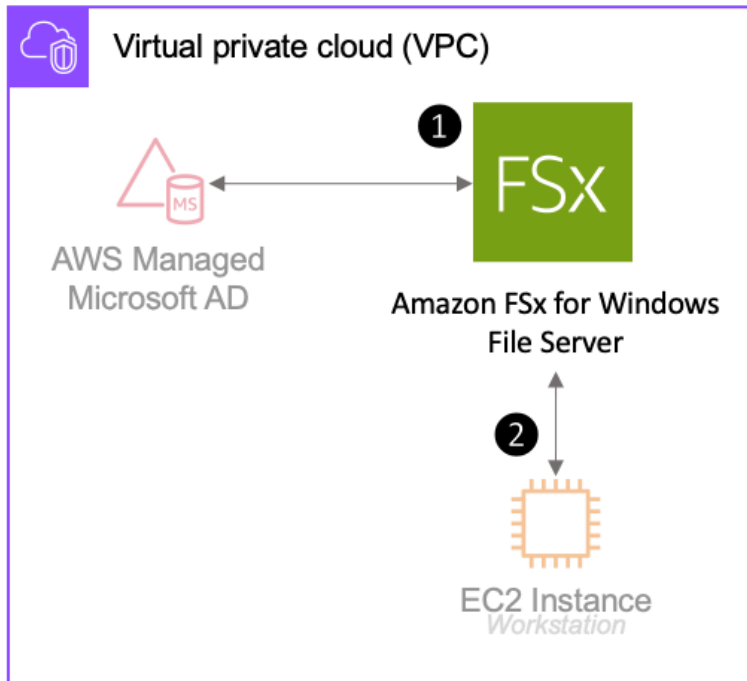 Virtual private cloud (VPC)
1
FSx
MS
AWS Managed
Microsoft AD
Amazon FSx for Windows
File Server
2
EC2 Instance
Workstation